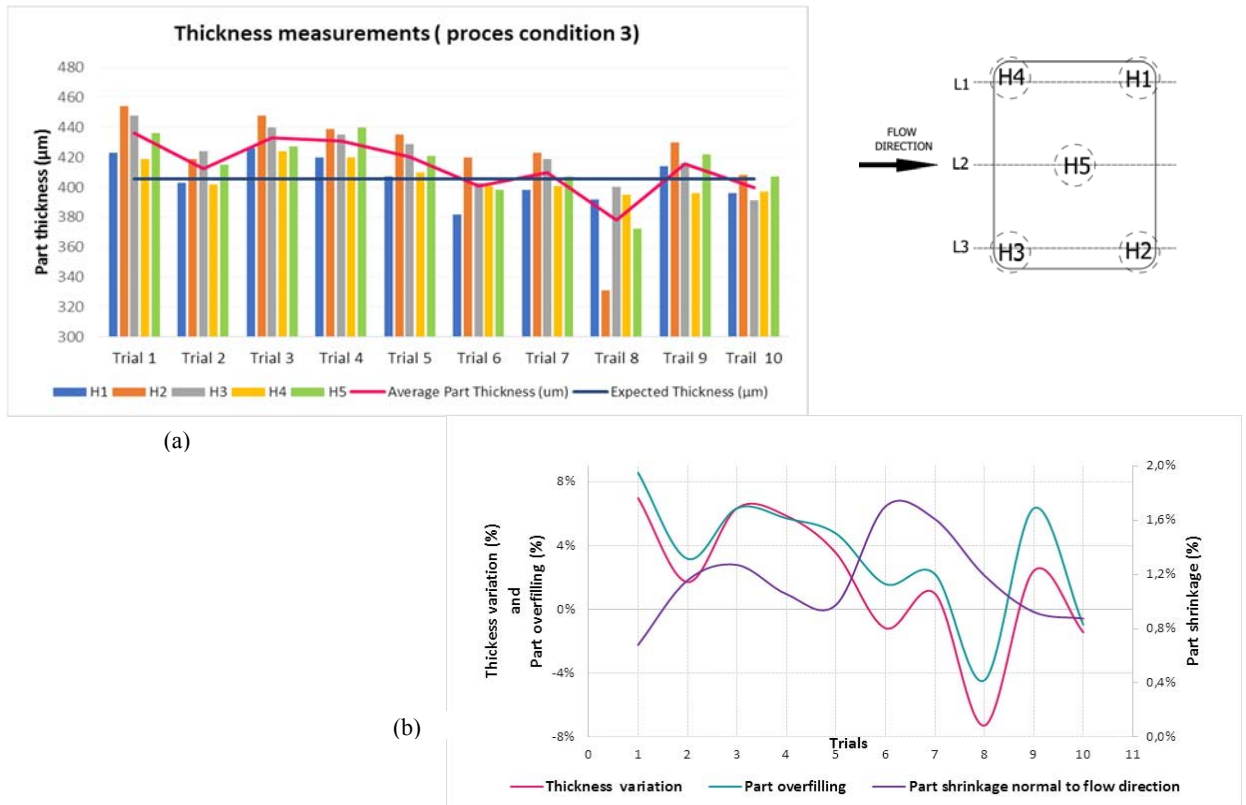 Thickness measurements ( proces condition 3)
Part thickness (µm)
480
460
440
420
400
380
360
340
320
300
Trial 1 Trial 2 Trial 3 Trial 4 Trial 5 Trial 6 Trial 7 Trail 8 Trail 9 Trail 10
H1 H2 H3 H4 H5 Average Part Thickness (um) Expected Thickness (µm)
H4 H1
L1
FLOW
DIRECTION
L2
H5
L3
H3 H2
(a)
Thickess variation (%)
and
Part overfilling (%)
8%
4%
0%
-4%
-8%
2,0%
1,6%
1,2%
0,8%
0,4%
0,0%
Part shrinkage (%)
0 1 2 3 4 5 6 7 8 9 10 11
Trials
(b)
Thickness variation Part overfilling Part shrinkage normal to flow direction